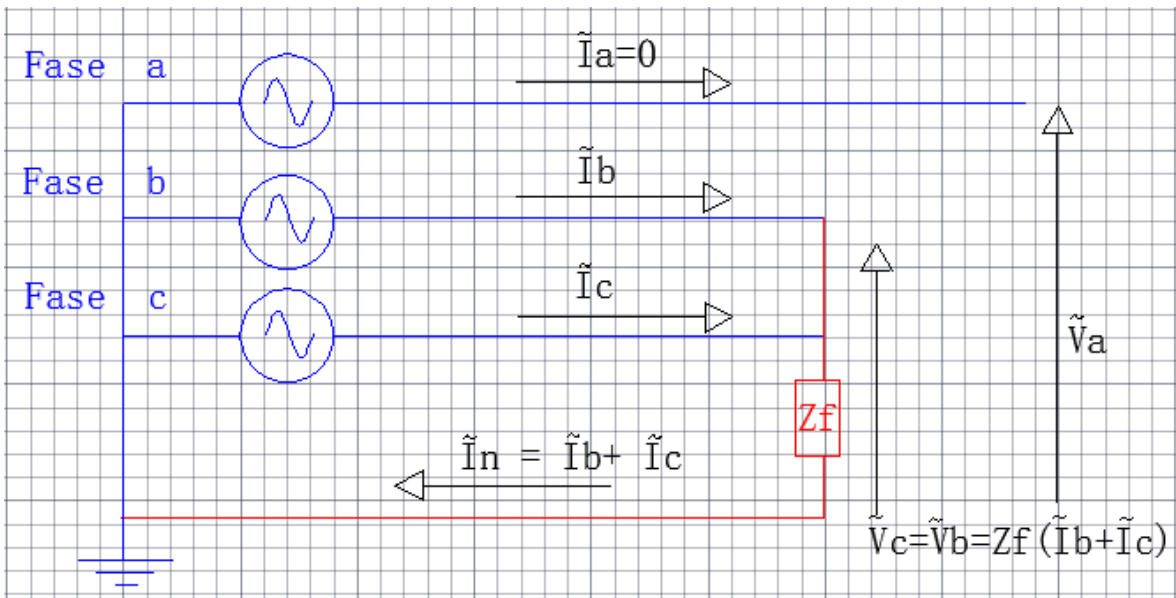 Fase a
Ĩa=0
Fase b
Ĩb
Fase c
Ĩc
Ṽa
Zf
Ĩn = Ĩb+ Ĩc
Ṽc=Ṽb=Zf(Ĩb+Ĩc)